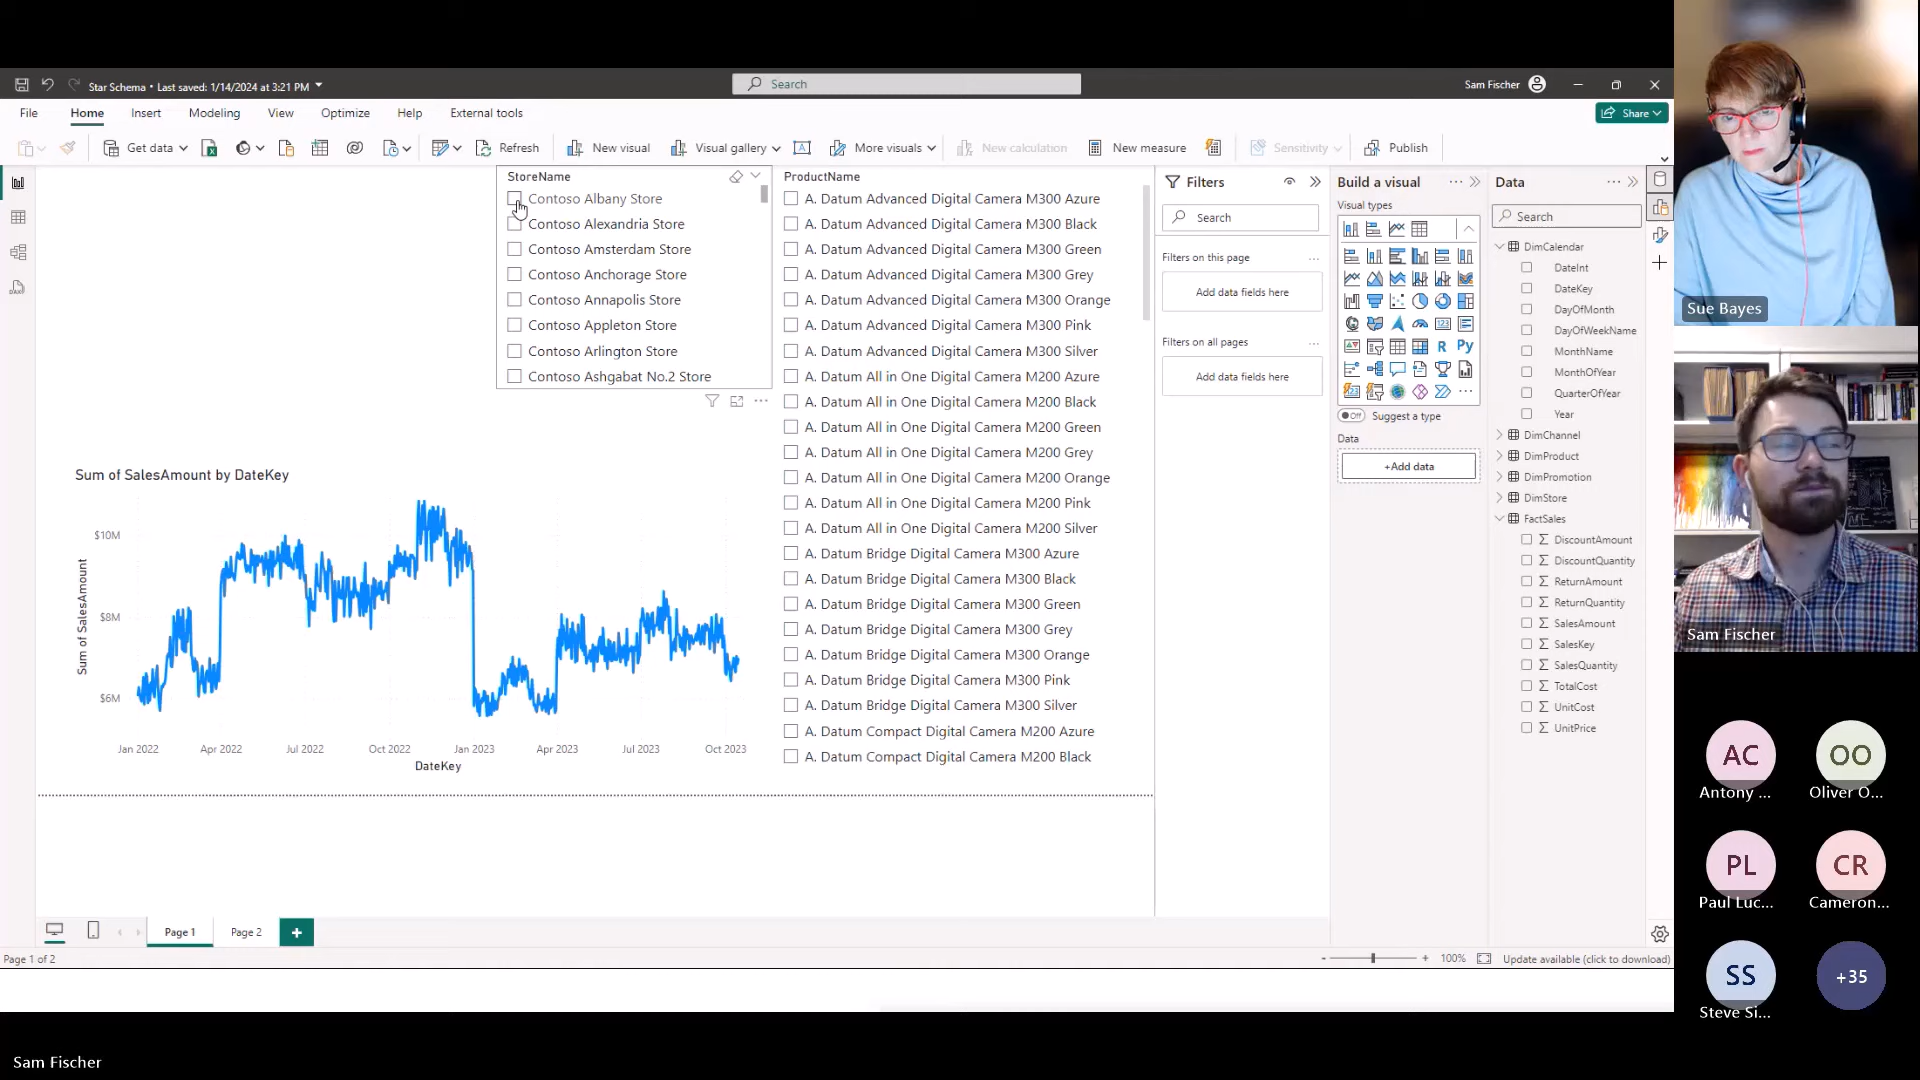 Star Schema • Last saved: 1/14/2024 at 3:21 PM
Search
Sam Fischer
File
Home
Insert
Modeling
View
Optimize
Help
External tools
Share
Get data
Refresh
New visual
Visual gallery
More visuals
New calculation
New measure
Sensitivity
Publish
StoreName
Contoso Albany Store
Contoso Alexandria Store
Contoso Amsterdam Store
Contoso Anchorage Store
Contoso Annapolis Store
Contoso Appleton Store
Contoso Arlington Store
Contoso Ashgabat No.2 Store
ProductName
A. Datum Advanced Digital Camera M300 Azure
A. Datum Advanced Digital Camera M300 Black
A. Datum Advanced Digital Camera M300 Green
A. Datum Advanced Digital Camera M300 Grey
A. Datum Advanced Digital Camera M300 Orange
A. Datum Advanced Digital Camera M300 Pink
A. Datum Advanced Digital Camera M300 Silver
A. Datum All in One Digital Camera M200 Azure
A. Datum All in One Digital Camera M200 Black
A. Datum All in One Digital Camera M200 Green
A. Datum All in One Digital Camera M200 Grey
A. Datum All in One Digital Camera M200 Orange
A. Datum All in One Digital Camera M200 Pink
A. Datum All in One Digital Camera M200 Silver
A. Datum Bridge Digital Camera M300 Azure
A. Datum Bridge Digital Camera M300 Black
A. Datum Bridge Digital Camera M300 Green
A. Datum Bridge Digital Camera M300 Grey
A. Datum Bridge Digital Camera M300 Orange
A. Datum Bridge Digital Camera M300 Pink
A. Datum Bridge Digital Camera M300 Silver
A. Datum Compact Digital Camera M200 Azure
A. Datum Compact Digital Camera M200 Black
Sum of SalesAmount by DateKey
Sum of SalesAmount
$10M
$8M
$6M
Jan 2022
Apr 2022
Jul 2022
Oct 2022
Jan 2023
Apr 2023
Jul 2023
Oct 2023
DateKey
Filters
Search
Filters on this page
Add data fields here
Filters on all pages
Add data fields here
Build a visual
Visual types
123
R
Py
Off
Suggest a type
Data
+Add data
Data
Search
DimCalendar
DateInt
DateKey
DayOfMonth
DayOfWeekName
MonthName
MonthOfYear
QuarterOfYear
Year
DimChannel
DimProduct
DimPromotion
DimStore
FactSales
DiscountAmount
DiscountQuantity
ReturnAmount
ReturnQuantity
SalesAmount
SalesKey
SalesQuantity
TotalCost
UnitCost
UnitPrice
Page 1
Page 2
Page 1 of 2
100%
Update available (click to download)
Sue Bayes
Sam Fischer
AC
Antony ...
OO
Oliver O...
PL
Paul Luc...
CR
Cameron...
SS
Steve Si...
+35
Sam Fischer